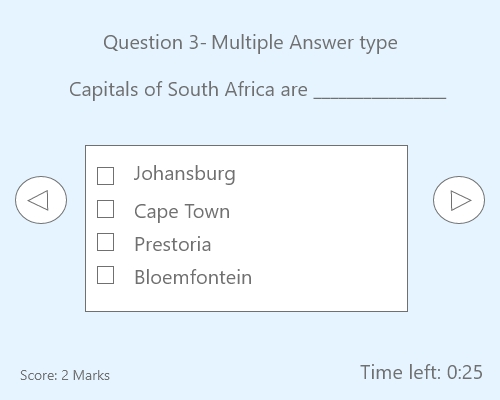 Question 3- Multiple Answer type
Capitals of South Africa are _______________
Johansburg
Cape Town
Prestoria
Bloemfontein
Score: 2 Marks
Time left: 0:25